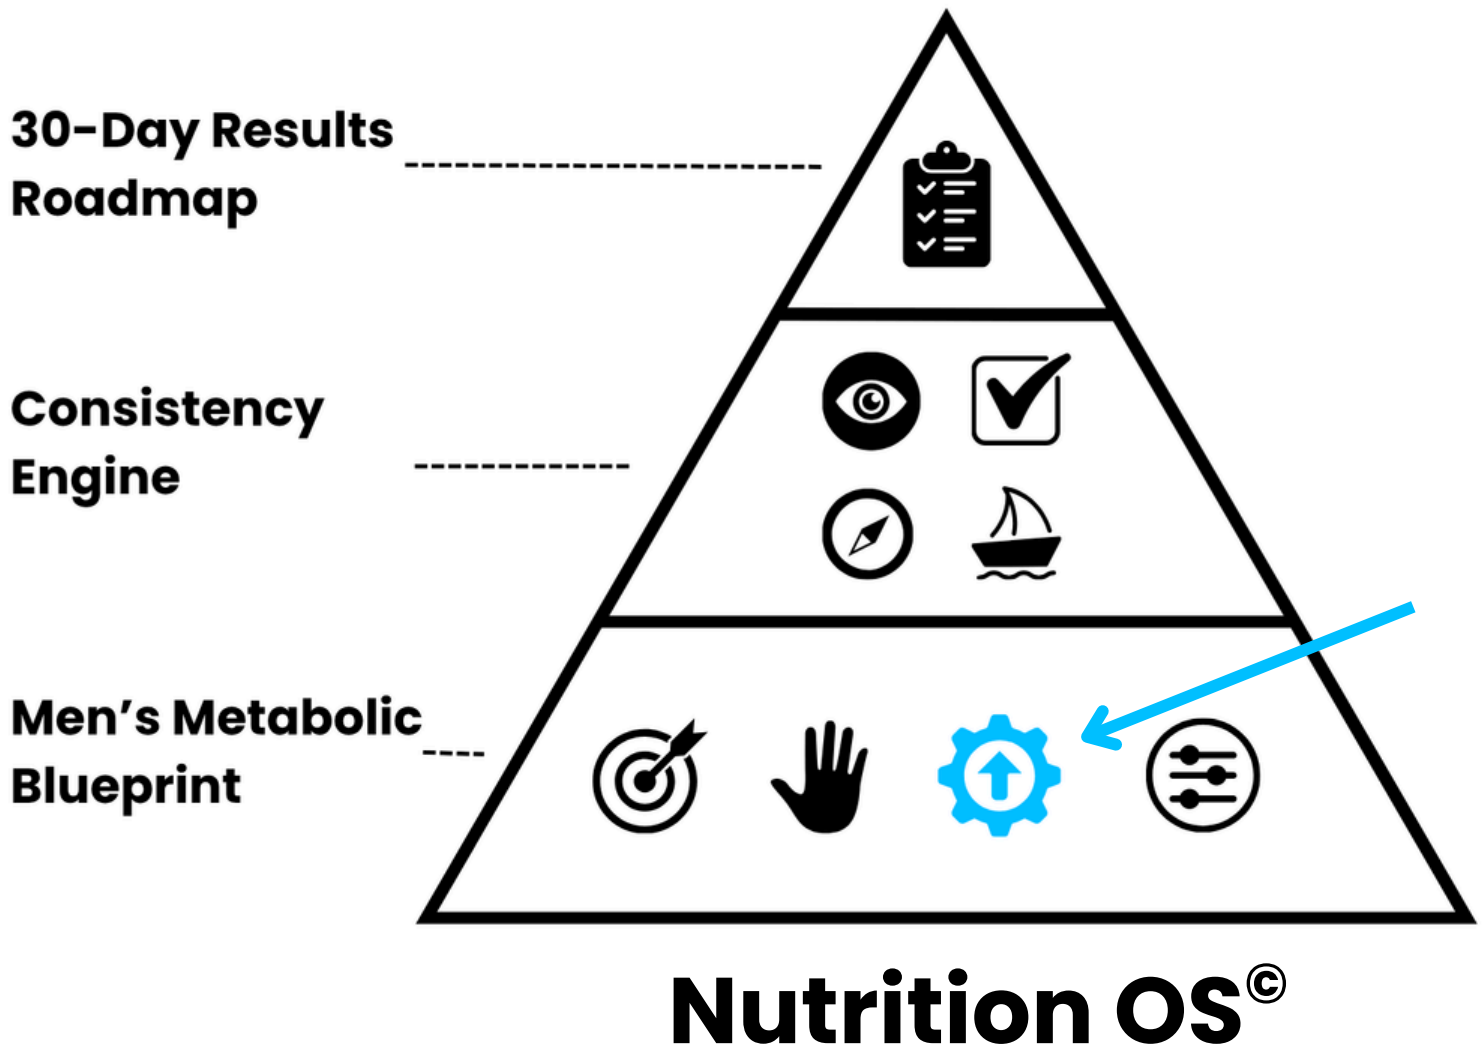 30-Day Results
Roadmap
Consistency
Engine
Men’s Metabolic
Blueprint
Nutrition OS©